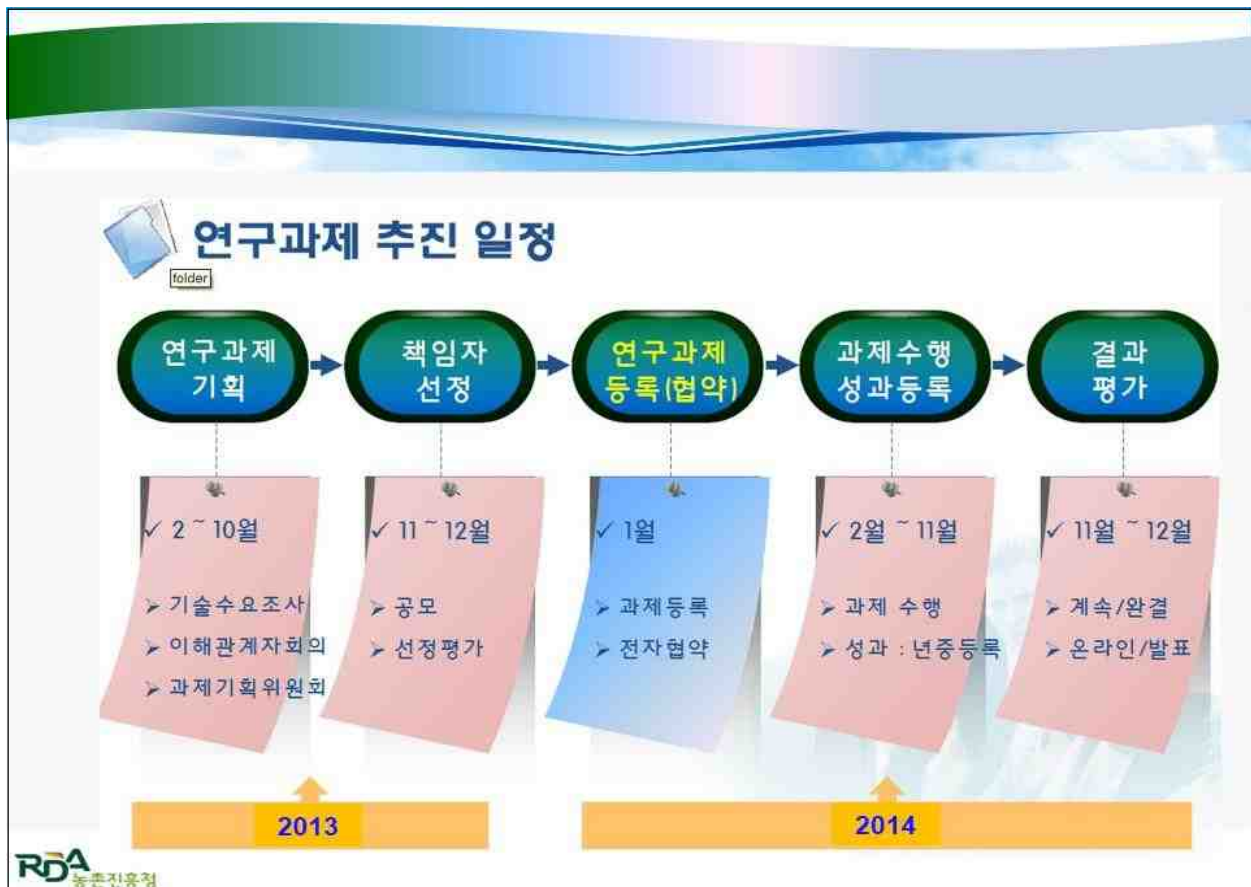 연구과제 추진 일정
folder
연구과제
기획
책임자
선정
연구과제
등록(협약)
과제수행
성과등록
결과
평가
✓ 2 ~ 10월
➢ 기술수요조사
➢ 이해관계자회의
➢ 과제기획위원회
✓ 11 ~ 12월
➢ 공모
➢ 선정평가
✓ 1월
➢ 과제등록
➢ 전자협약
✓ 2월 ~ 11월
➢ 과제 수행
➢ 성과 : 년중등록
✓ 11월 ~ 12월
➢ 계속/완결
➢ 온라인/발표
2013
2014
RDA
농촌진흥청